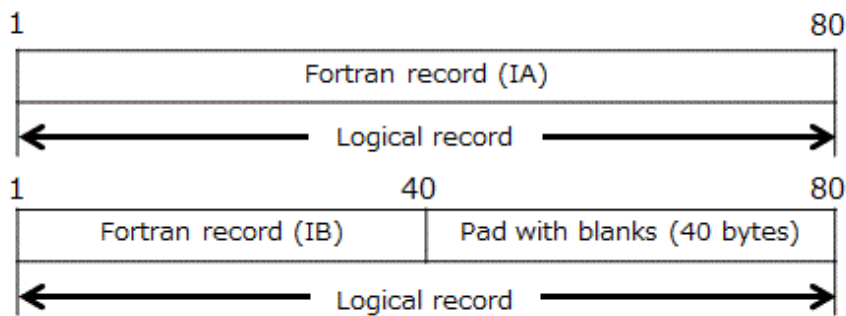 1 80
Fortran record (IA)
Logical record
1 40 80
Fortran record (IB) Pad with blanks (40 bytes)
Logical record